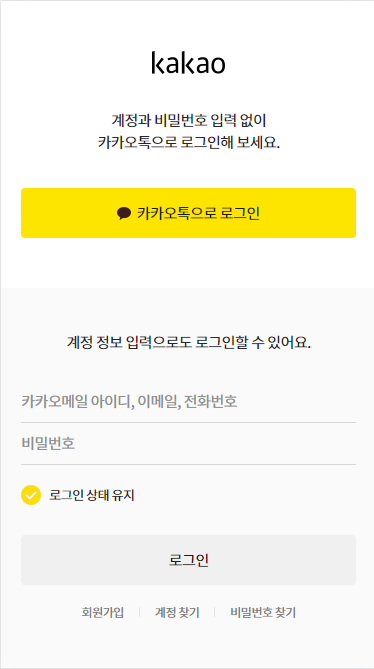 kakao
계정과 비밀번호 입력 없이
카카오톡으로 로그인해 보세요.
카카오톡으로 로그인
계정 정보 입력으로도 로그인할 수 있어요.
카카오메일 아이디, 이메일, 전화번호
비밀번호
로그인 상태 유지
로그인
회원가입 계정 찾기 비밀번호 찾기